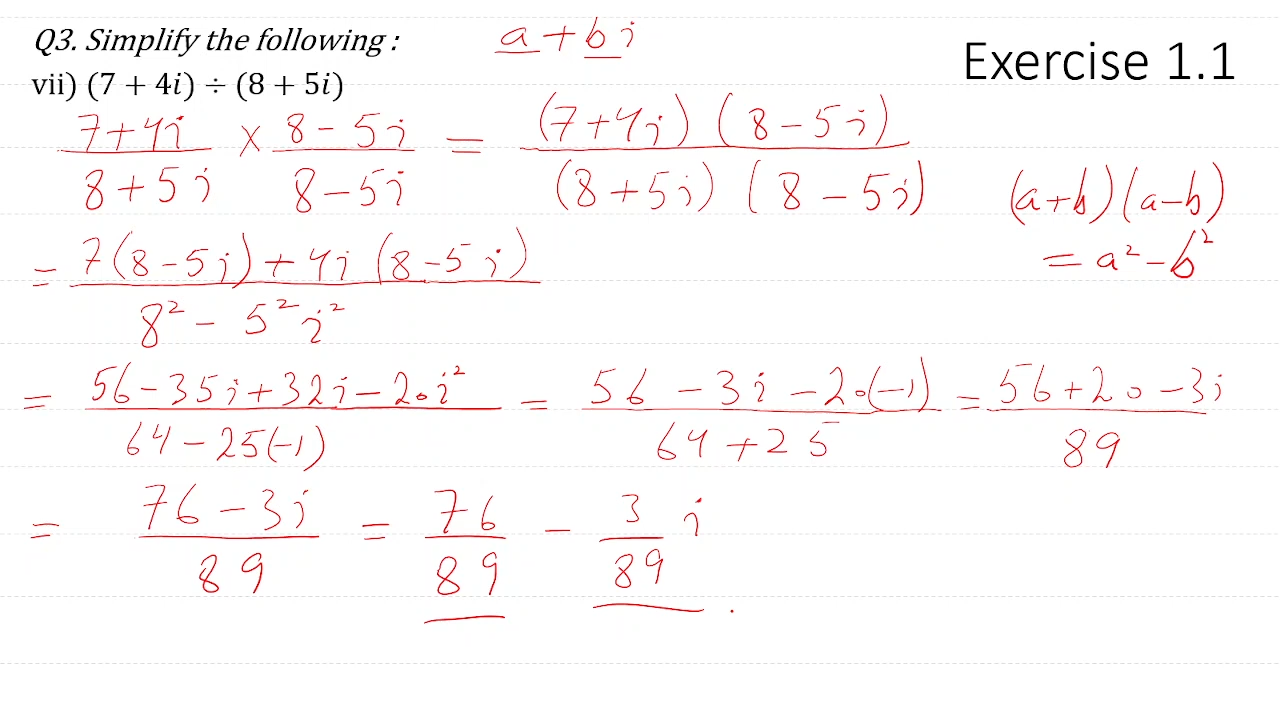 Q3. Simplify the following :
a + bi
Exercise 1.1
vii) (7 + 4i) ÷ (8 + 5i)
(7+4i)/(8+5i) × (8-5i)/(8-5i) = (7+4i)(8-5i)/(8+5i)(8-5i)
(a+b)(a-b)
= a² - b²
= 7(8-5i)+4i(8-5i)/8² - 5²i²
= 56-35i+32i-20i²/64-25(-1) = 56-3i-20(-1)/64+25 = 56+20-3i/89
= 76-3i/89 = 76/89 - 3/89 i .